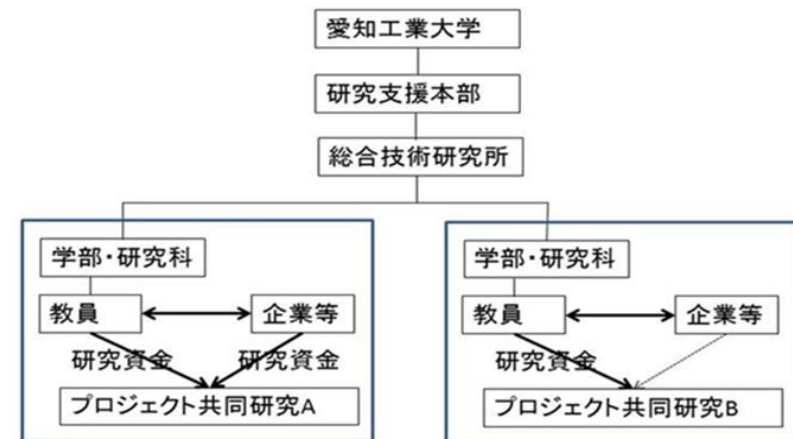 愛知工業大学
研究支援本部
総合技術研究所
学部・研究科
教員
企業等
研究資金
研究資金
プロジェクト共同研究A
学部・研究科
教員
企業等
研究資金
プロジェクト共同研究B